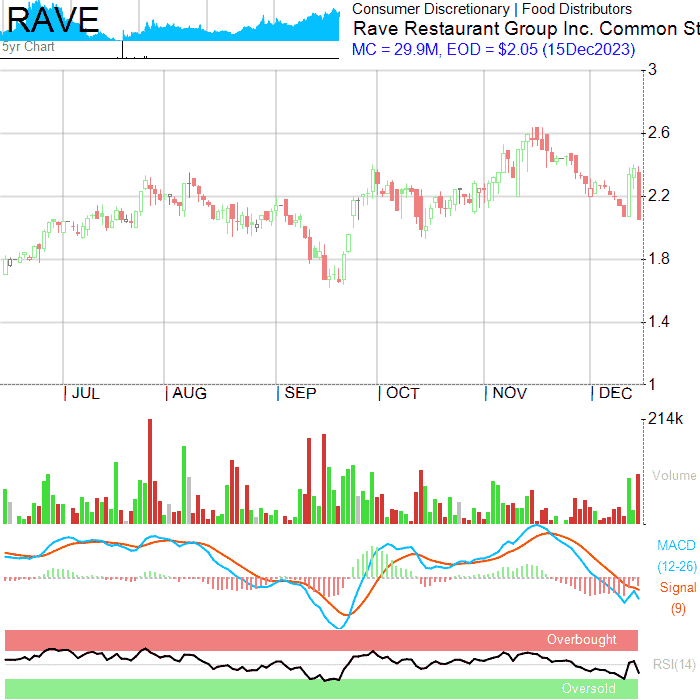 RAVE
5yr Chart
Consumer Discretionary | Food Distributors
Rave Restaurant Group Inc. Common St
MC = 29.9M, EOD = $2.05 (15Dec2023)
3
2.6
2.2
1.8
1.4
1
JUL AUG SEP OCT NOV DEC
214k
Volume
MACD
(12-26)
Signal
(9)
Overbought
RSI(14)
Oversold